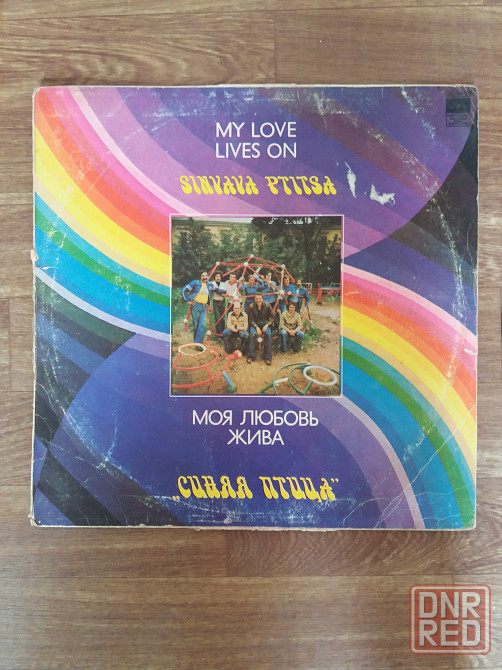 MY LOVE
LIVES ON
SINYAYA PTITSA
МОЯ ЛЮБОВЬ
ЖИВА
„СИНЯЯ ПТИЦА”
DNR
RED